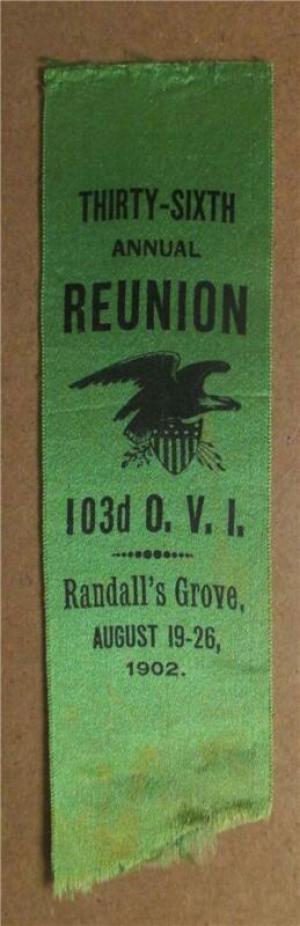 THIRTY-SIXTH
ANNUAL
REUNION
103d O. V. I.
Randall's Grove,
AUGUST 19-26,
1902.